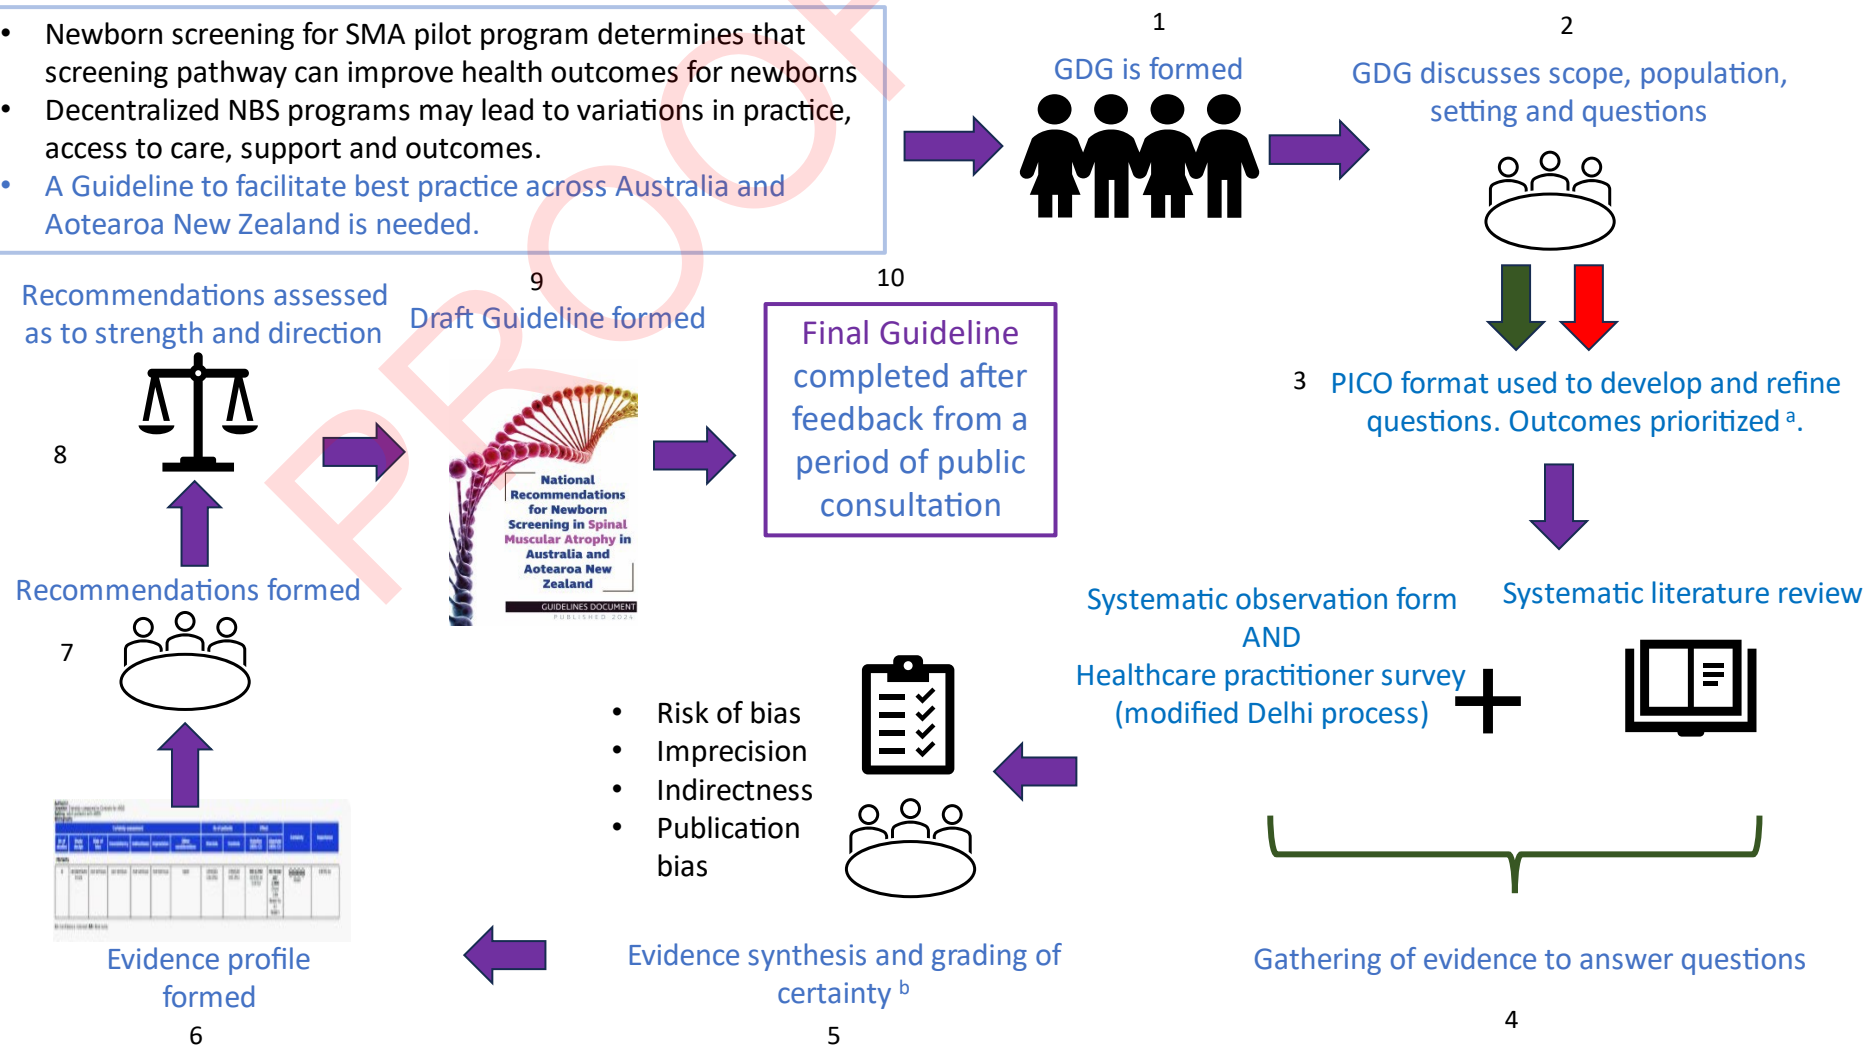 • Newborn screening for SMA pilot program determines that
screening pathway can improve health outcomes for newborns
• Decentralized NBS programs may lead to variations in practice,
access to care, support and outcomes.
• A Guideline to facilitate best practice across Australia and
Aotearoa New Zealand is needed.
1
GDG is formed
2
GDG discusses scope, population,
setting and questions
3 PICO format used to develop and refine
questions. Outcomes prioritized ᵃ.
Systematic observation form
AND
Healthcare practitioner survey
(modified Delhi process)
Systematic literature review
Gathering of evidence to answer questions
4
• Risk of bias
• Imprecision
• Indirectness
• Publication
bias
Evidence synthesis and grading of
certainty ᵇ
5
Evidence profile
formed
6
Recommendations formed
7
Recommendations assessed
as to strength and direction
8
9
Draft Guideline formed
National
Recommendations
for Newborn
Screening in Spinal
Muscular Atrophy in
Australia and
Aotearoa New
Zealand
GUIDELINES DOCUMENT
PUBLISHED 2024
10
Final Guideline
completed after
feedback from a
period of public
consultation
PROOF